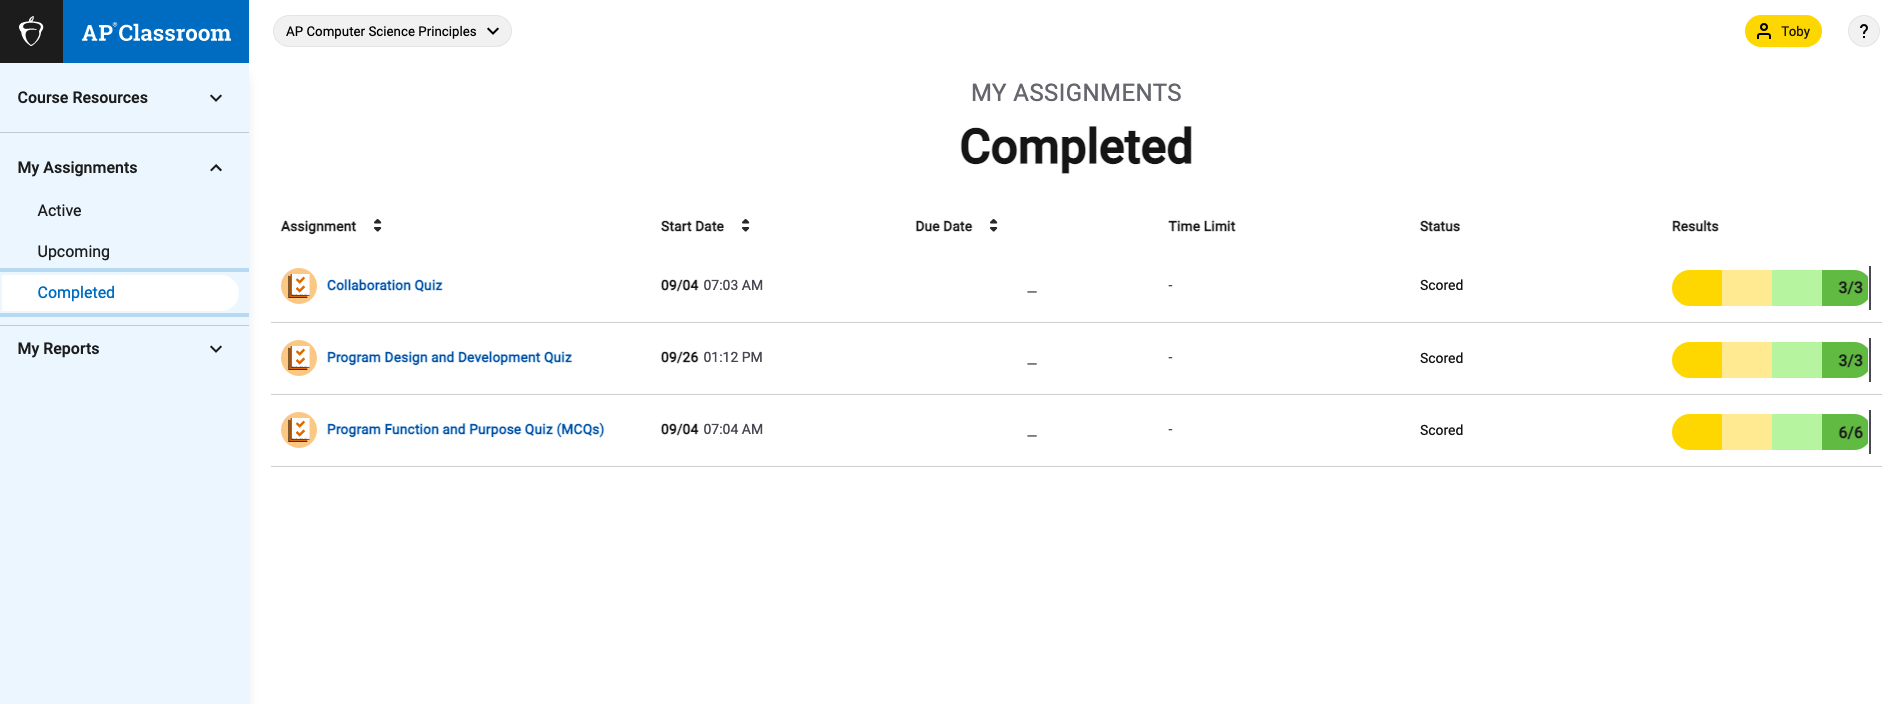 AP® Classroom
AP Computer Science Principles
Toby
?
Course Resources
My Assignments
Active
Upcoming
Completed
My Reports
MY ASSIGNMENTS
Completed
Assignment Start Date Due Date Time Limit Status Results
Collaboration Quiz 09/04 07:03 AM _ - Scored 3/3
Program Design and Development Quiz 09/26 01:12 PM _ - Scored 3/3
Program Function and Purpose Quiz (MCQs) 09/04 07:04 AM _ - Scored 6/6